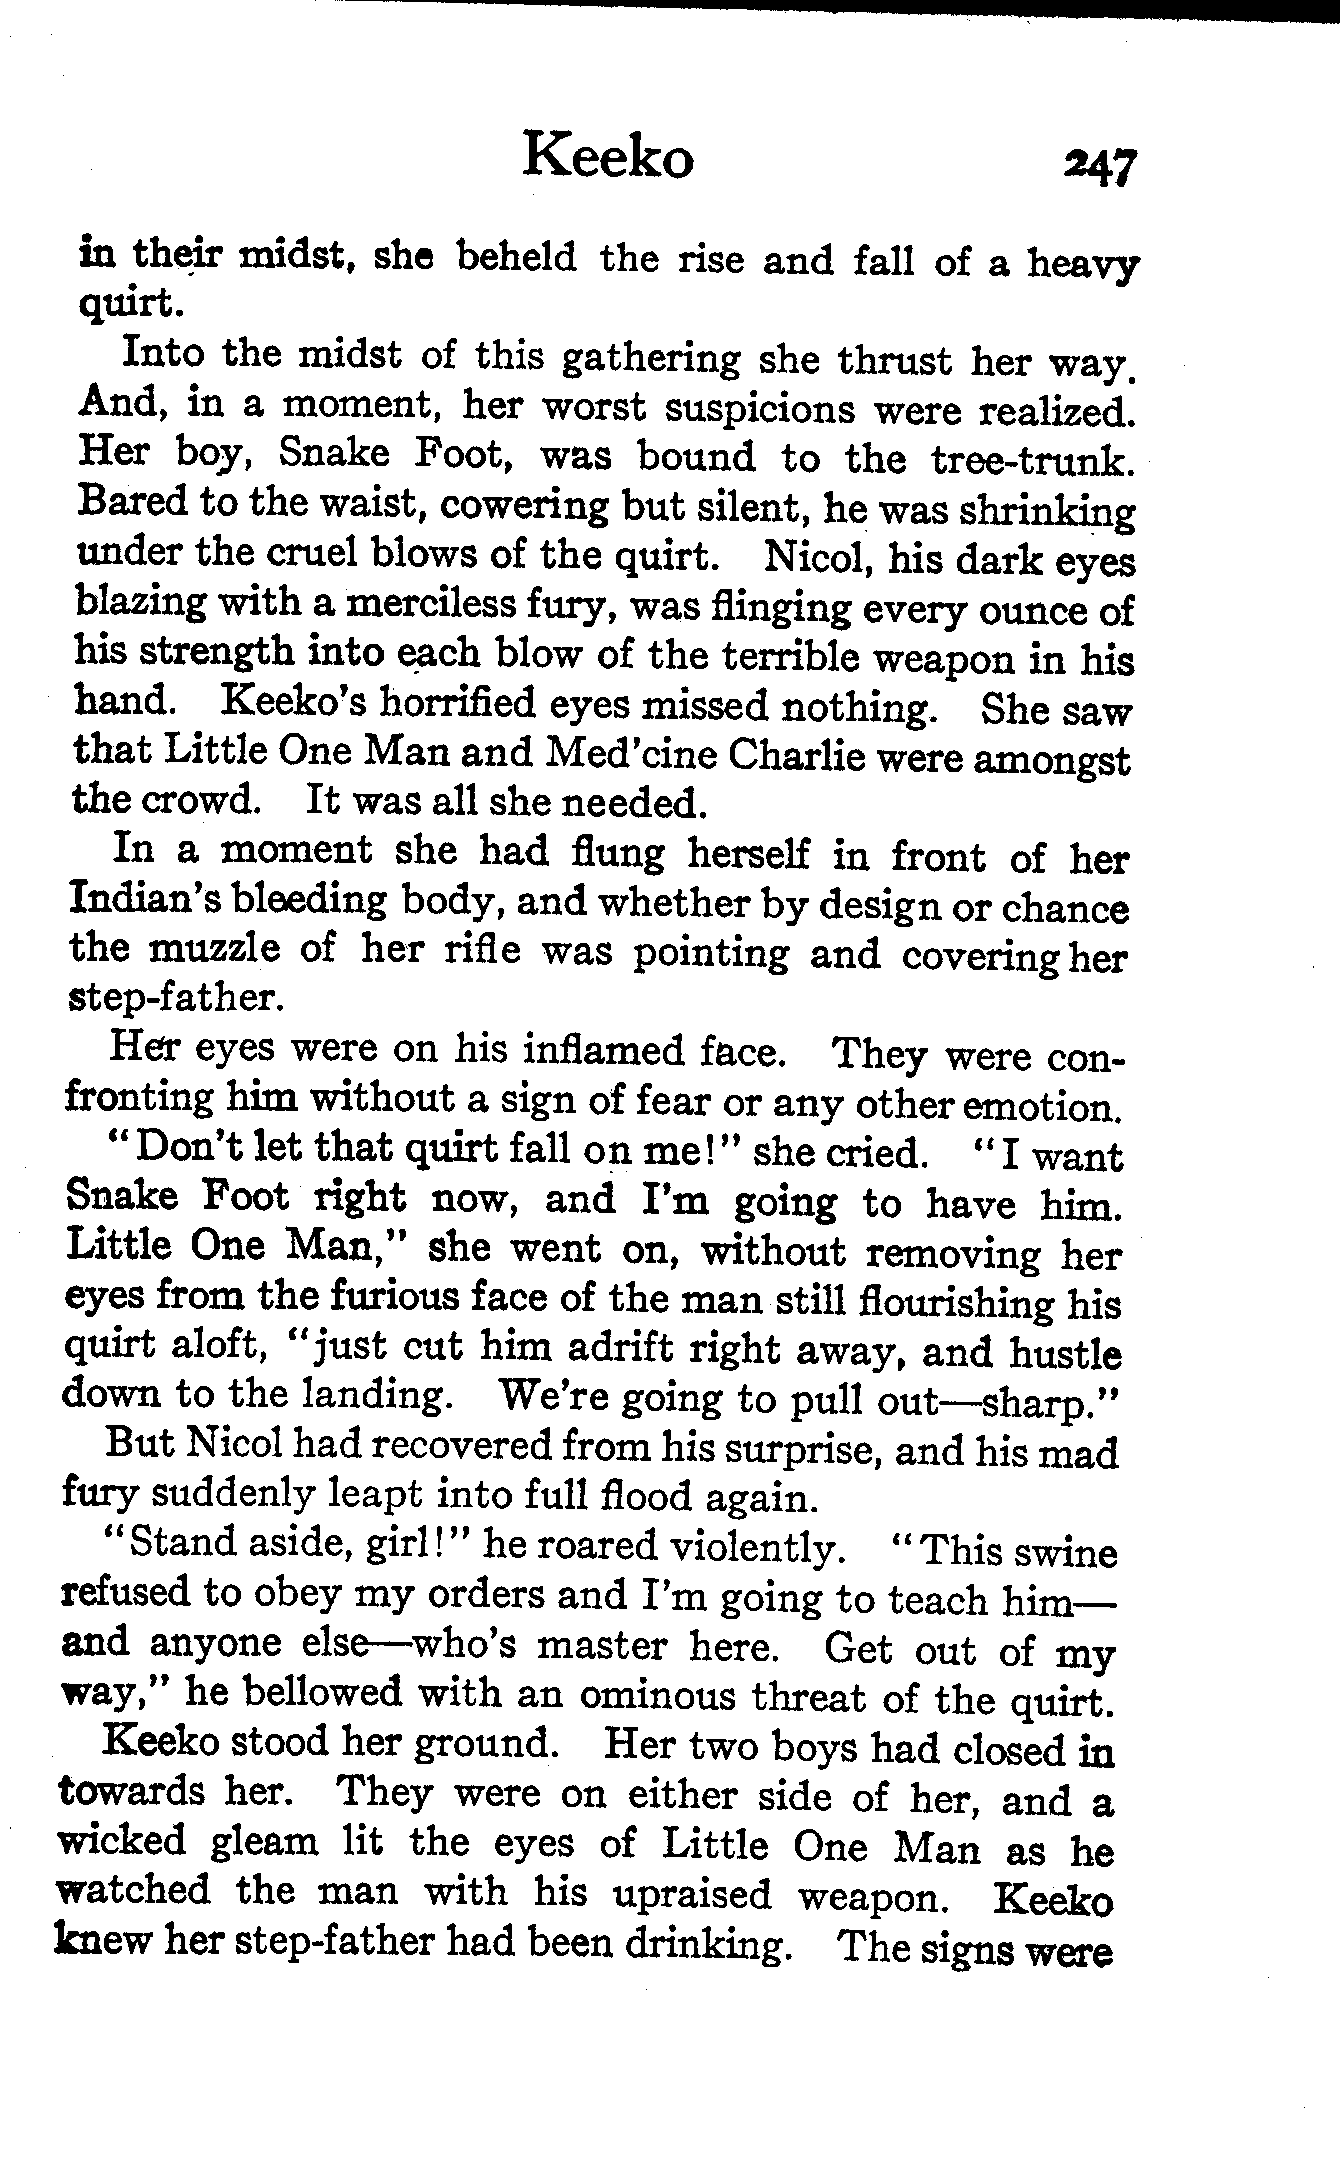 Keeko 247
in their midst, she beheld the rise and fall of a heavy
quirt.
Into the midst of this gathering she thrust her way.
And, in a moment, her worst suspicions were realized.
Her boy, Snake Foot, was bound to the tree-trunk.
Bared to the waist, cowering but silent, he was shrinking
under the cruel blows of the quirt. Nicol, his dark eyes
blazing with a merciless fury, was flinging every ounce of
his strength into each blow of the terrible weapon in his
hand. Keeko's horrified eyes missed nothing. She saw
that Little One Man and Med'cine Charlie were amongst
the crowd. It was all she needed.
In a moment she had flung herself in front of her
Indian's bleeding body, and whether by design or chance
the muzzle of her rifle was pointing and covering her
step-father.
Her eyes were on his inflamed face. They were con-
fronting him without a sign of fear or any other emotion.
"Don't let that quirt fall on me!" she cried. "I want
Snake Foot right now, and I'm going to have him.
Little One Man," she went on, without removing her
eyes from the furious face of the man still flourishing his
quirt aloft, "just cut him adrift right away, and hustle
down to the landing. We're going to pull out—sharp."
But Nicol had recovered from his surprise, and his mad
fury suddenly leapt into full flood again.
"Stand aside, girl!" he roared violently. "This swine
refused to obey my orders and I'm going to teach him—
and anyone else—who's master here. Get out of my
way," he bellowed with an ominous threat of the quirt.
Keeko stood her ground. Her two boys had closed in
towards her. They were on either side of her, and a
wicked gleam lit the eyes of Little One Man as he
watched the man with his upraised weapon. Keeko
knew her step-father had been drinking. The signs were